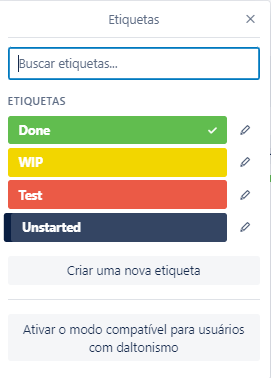 Etiquetas
Buscar etiquetas...
ETIQUETAS
Done
WIP
Test
Unstarted
Criar uma nova etiqueta
Ativar o modo compatível para usuários
com daltonismo